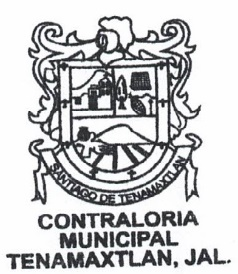 SANTIAGO DE TENAMAXTLAN
CONTRALORIA
MUNICIPAL
TENAMAXTLAN, JAL.